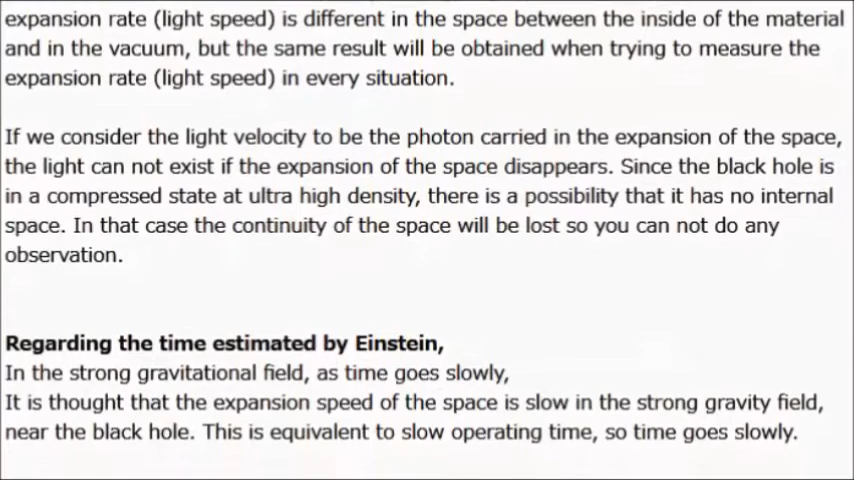 expansion rate (light speed) is different in the space between the inside of the material
and in the vacuum, but the same result will be obtained when trying to measure the
expansion rate (light speed) in every situation.
If we consider the light velocity to be the photon carried in the expansion of the space,
the light can not exist if the expansion of the space disappears. Since the black hole is
in a compressed state at ultra high density, there is a possibility that it has no internal
space. In that case the continuity of the space will be lost so you can not do any
observation.
Regarding the time estimated by Einstein,
In the strong gravitational field, as time goes slowly,
It is thought that the expansion speed of the space is slow in the strong gravity field,
near the black hole. This is equivalent to slow operating time, so time goes slowly.